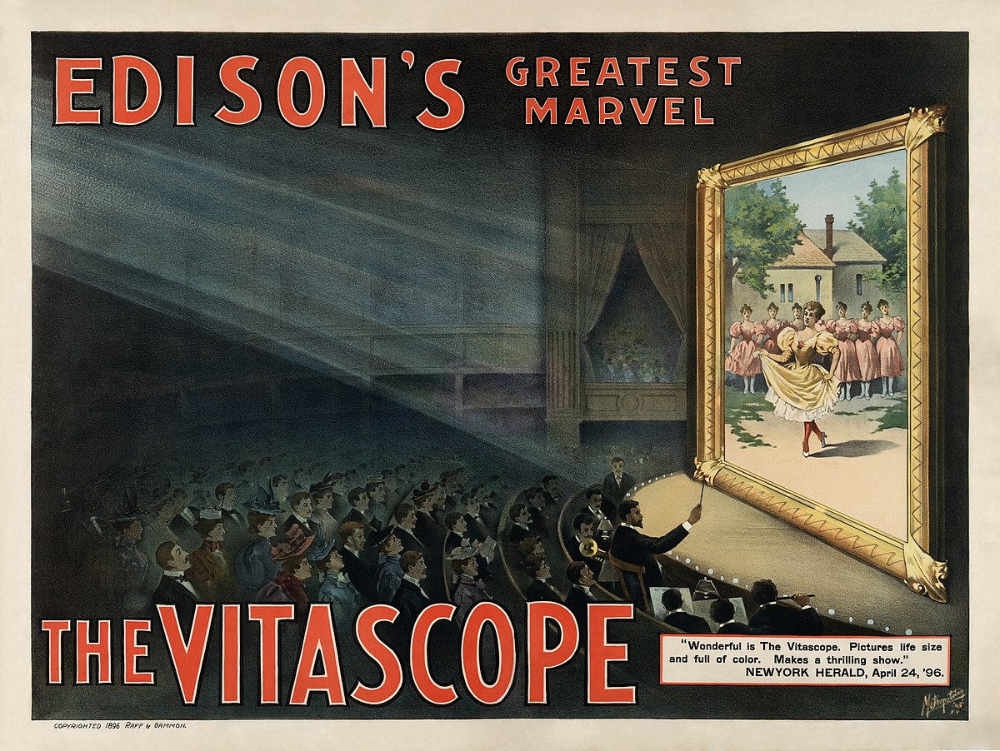 EDISON'S GREATEST
MARVEL
THE VITASCOPE
"Wonderful is The Vitascope. Pictures life size
and full of color. Makes a thrilling show."
NEWYORK HERALD, April 24, '96.
COPYRIGHTED 1896 RAFF & GAMMON.